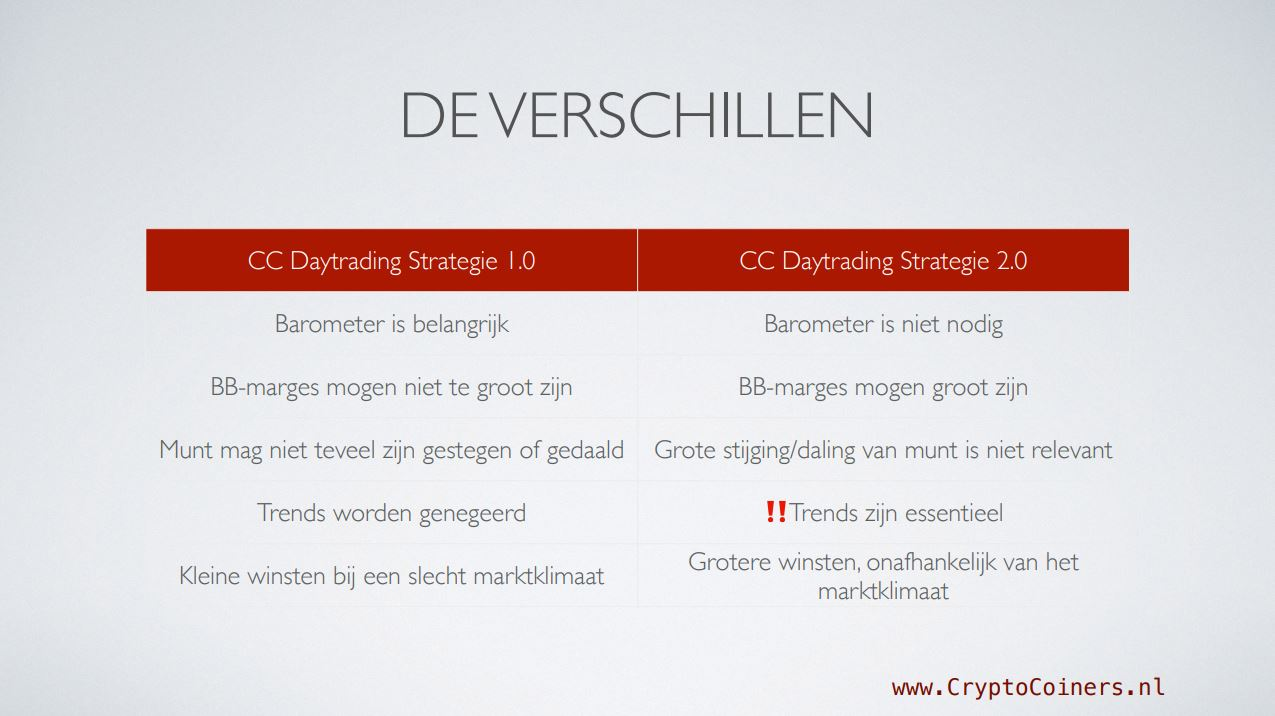 DE VERSCHILLEN
CC Daytrading Strategie 1.0
CC Daytrading Strategie 2.0
Barometer is belangrijk
Barometer is niet nodig
BB-marges mogen niet te groot zijn
BB-marges mogen groot zijn
Munt mag niet teveel zijn gestegen of gedaald
Grote stijging/daling van munt is niet relevant
Trends worden genegeerd
‼Trends zijn essentieel
Kleine winsten bij een slecht marktklimaat
Grotere winsten, onafhankelijk van het
marktklimaat
www.CryptoCoiners.nl